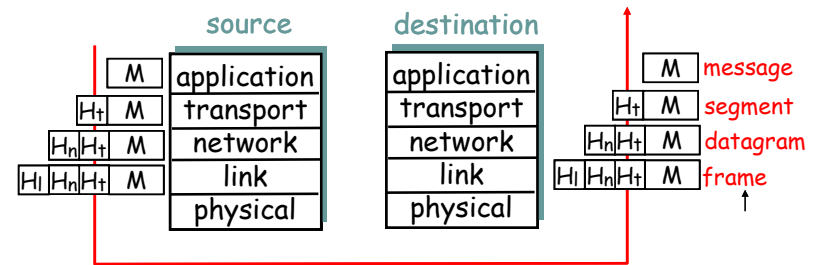 source destination
M application application M message
Ht M transport transport Ht M segment
Hn Ht M network network Hn Ht M datagram
Hl Hn Ht M link link Hl Hn Ht M frame
physical physical